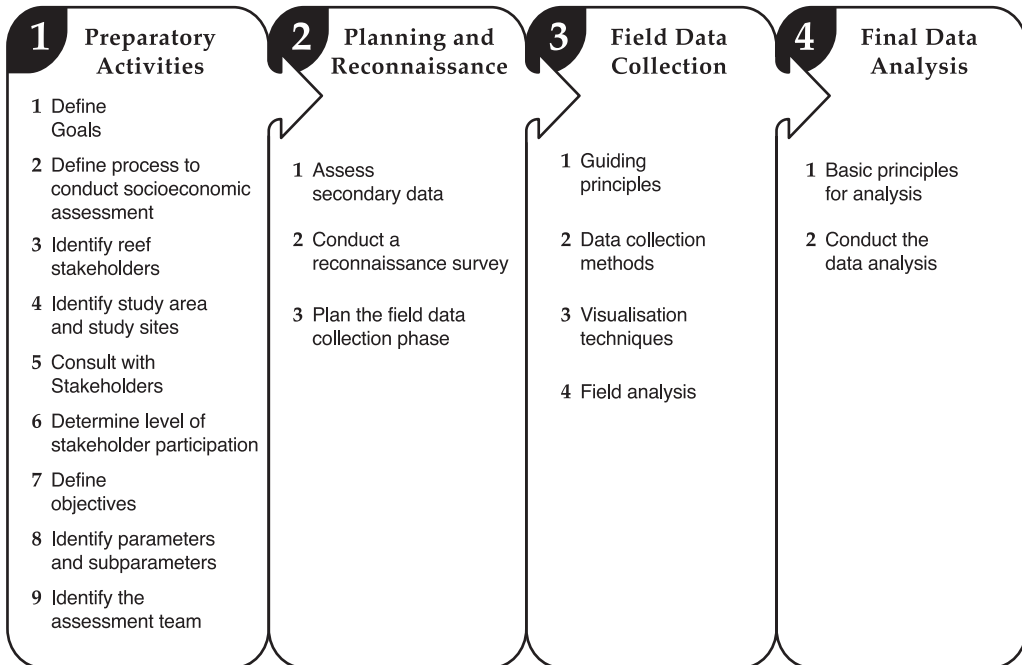 1 Preparatory
Activities
1 Define
Goals
2 Define process to
conduct socioeconomic
assessment
3 Identify reef
stakeholders
4 Identify study area
and study sites
5 Consult with
Stakeholders
6 Determine level of
stakeholder participation
7 Define
objectives
8 Identify parameters
and subparameters
9 Identify the
assessment team
2 Planning and
Reconnaissance
1 Assess
secondary data
2 Conduct a
reconnaissance survey
3 Plan the field data
collection phase
3 Field Data
Collection
1 Guiding
principles
2 Data collection
methods
3 Visualisation
techniques
4 Field analysis
4 Final Data
Analysis
1 Basic principles
for analysis
2 Conduct the
data analysis